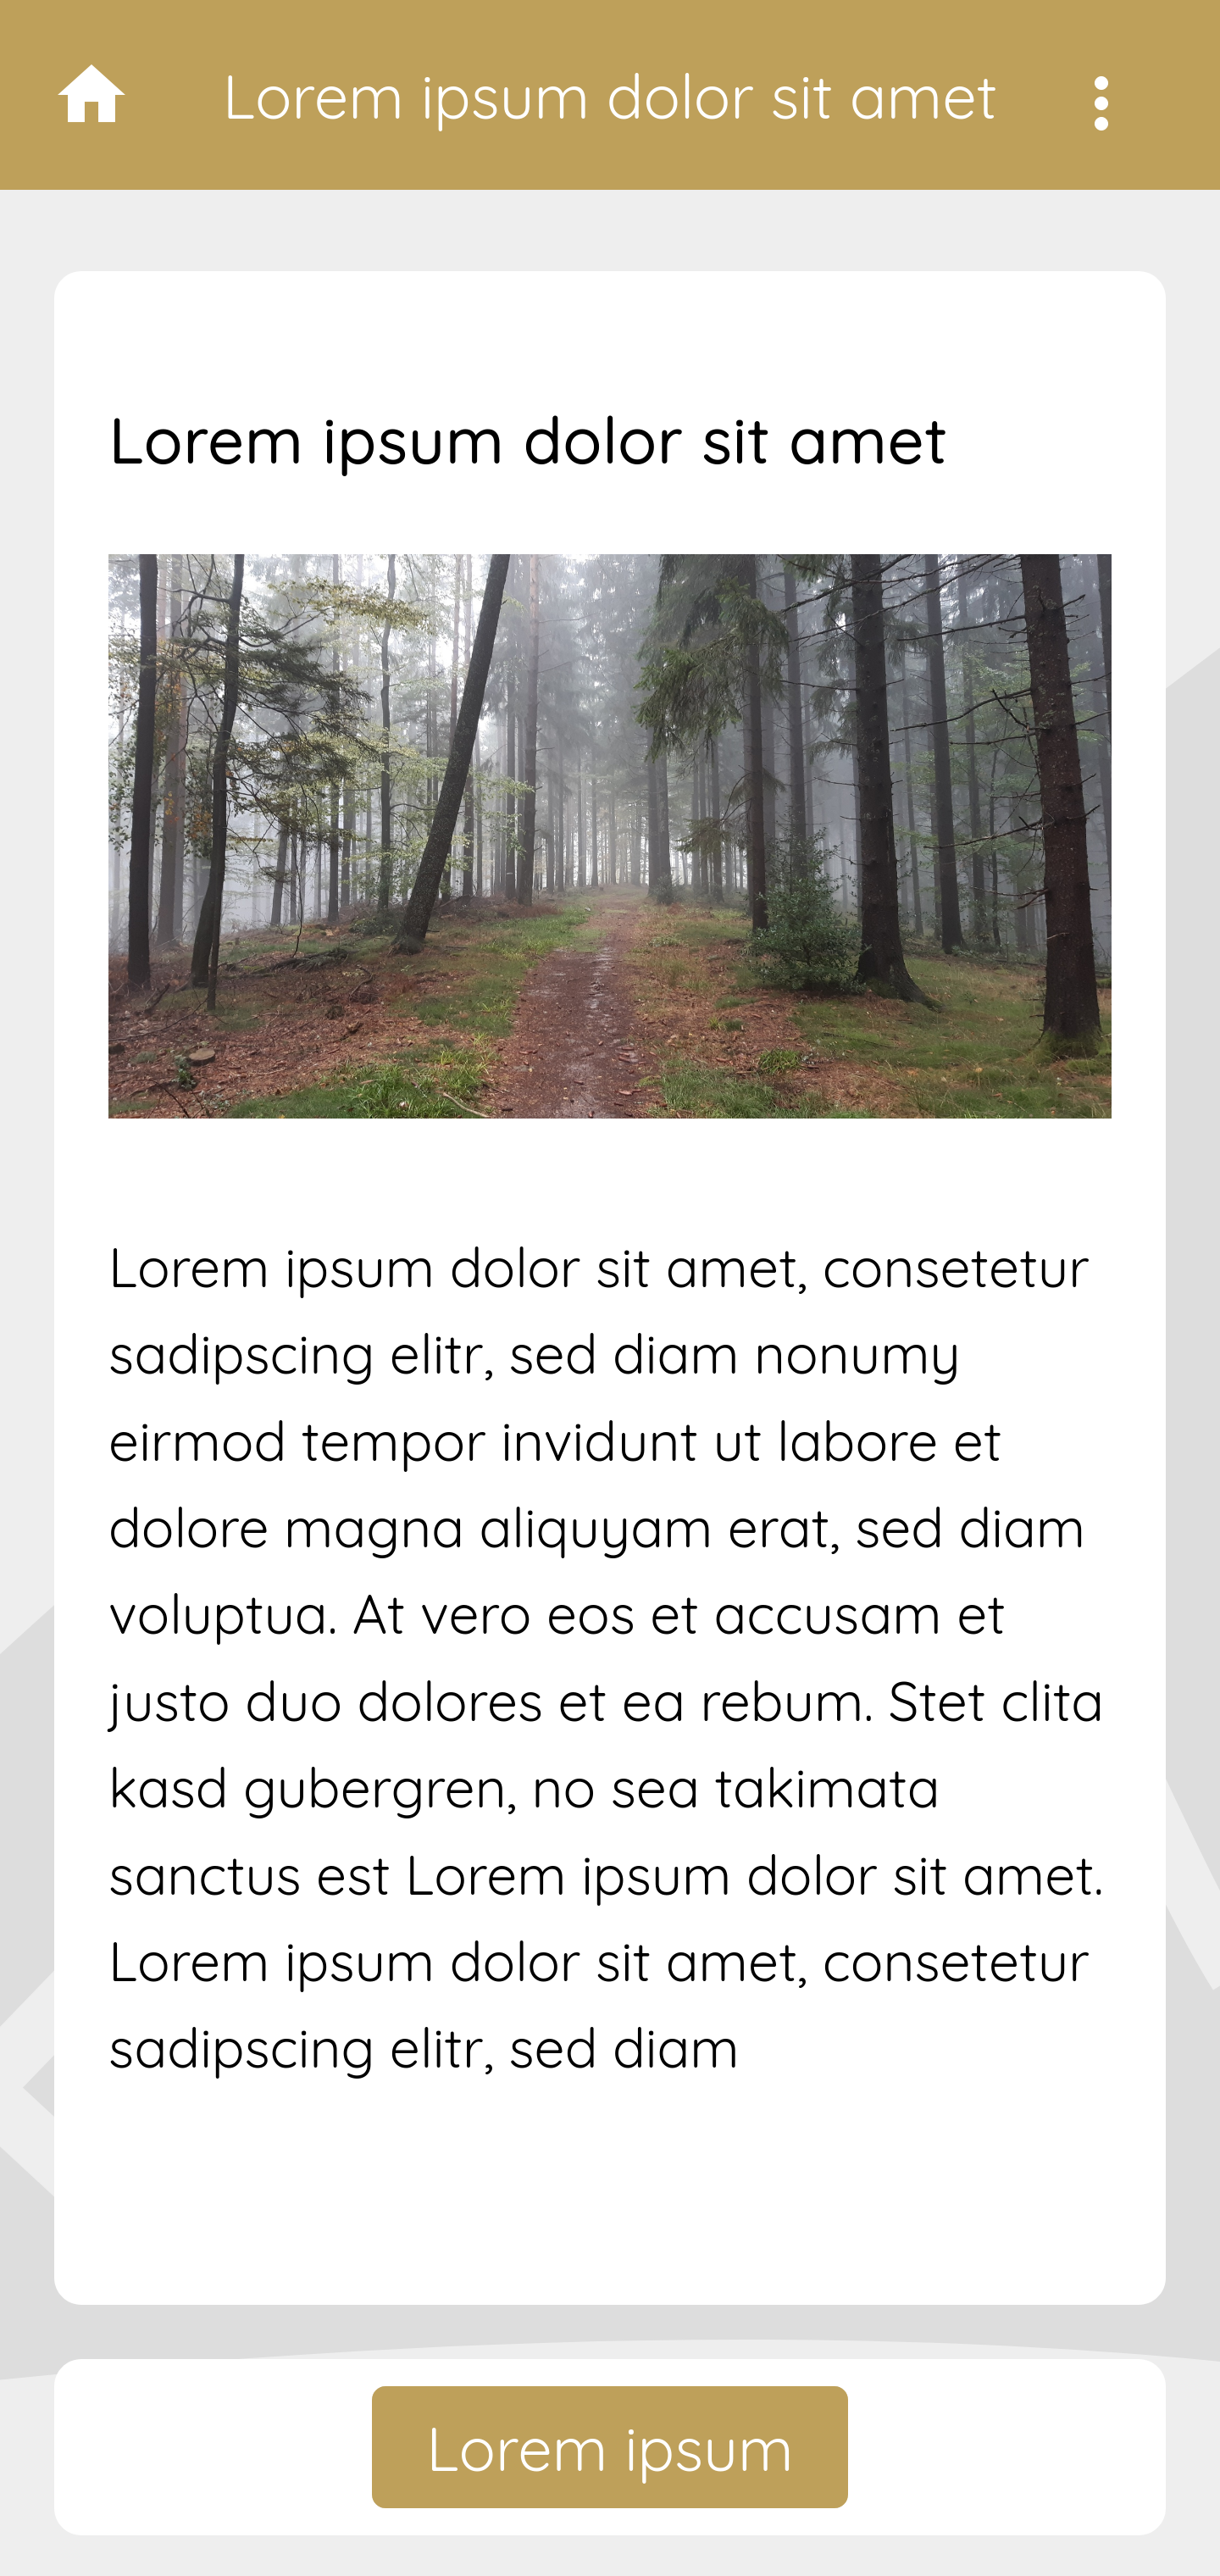 Lorem ipsum dolor sit amet
Lorem ipsum dolor sit amet
Lorem ipsum dolor sit amet, consetetur
sadipscing elitr, sed diam nonumy
eirmod tempor invidunt ut labore et
dolore magna aliquyam erat, sed diam
voluptua. At vero eos et accusam et
justo duo dolores et ea rebum. Stet clita
kasd gubergren, no sea takimata
sanctus est Lorem ipsum dolor sit amet.
Lorem ipsum dolor sit amet, consetetur
sadipscing elitr, sed diam
Lorem ipsum